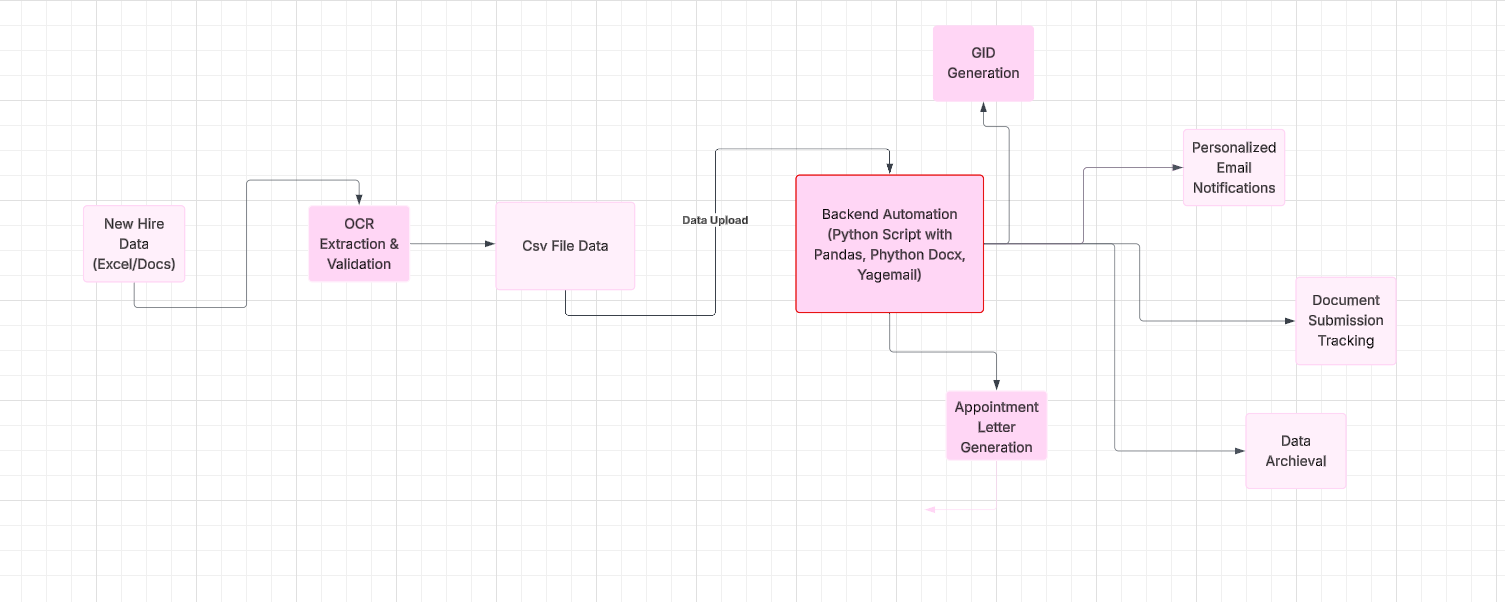 GID
Generation
Personalized
Email
Notifications
New Hire
Data
(Excel/Docs)
OCR
Extraction &
Validation
Csv File Data
Data Upload
Backend Automation
(Python Script with
Pandas, Phython Docx,
Yagemail)
Document
Submission
Tracking
Appointment
Letter
Generation
Data
Archieval